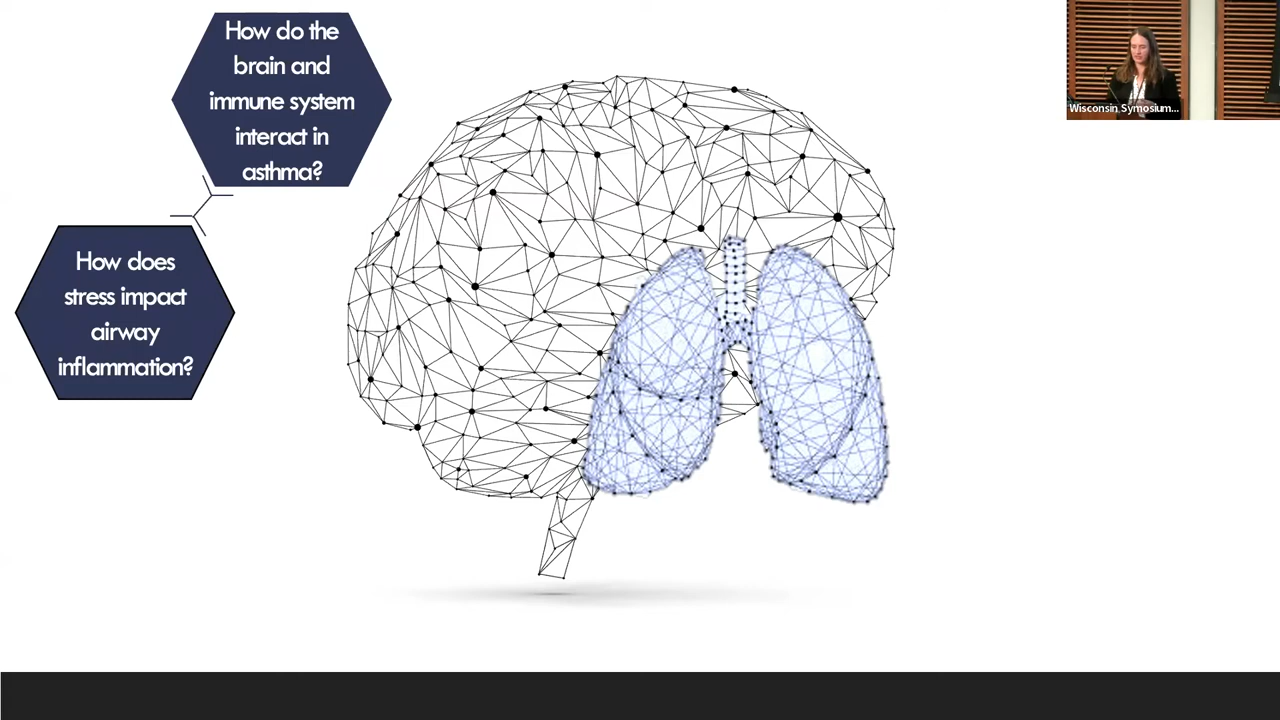 How do the
brain and
immune system
interact in
asthma?
How does
stress impact
airway
inflammation?
Wisconsin Symposium...